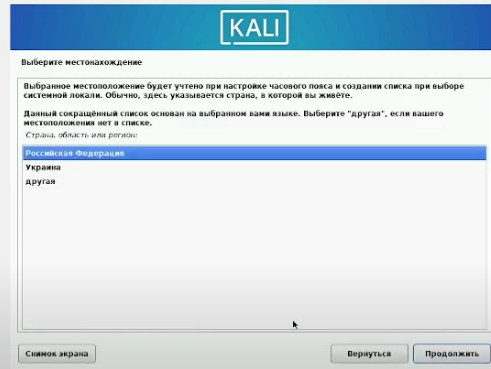 KALI
Выберите местонахождение
Выбранное местоположение будет учтено при настройке часового пояса и создании списка при выборе
системной локали. Обычно, здесь указывается страна, в которой вы живёте.
Данный сокращённый список основан на выбранном вами языке. Выберите "другая", если вашего
местоположения нет в списке.
Страна, область или регион:
Российская Федерация
Украина
другая
Снимок экрана
Вернуться
Продолжить